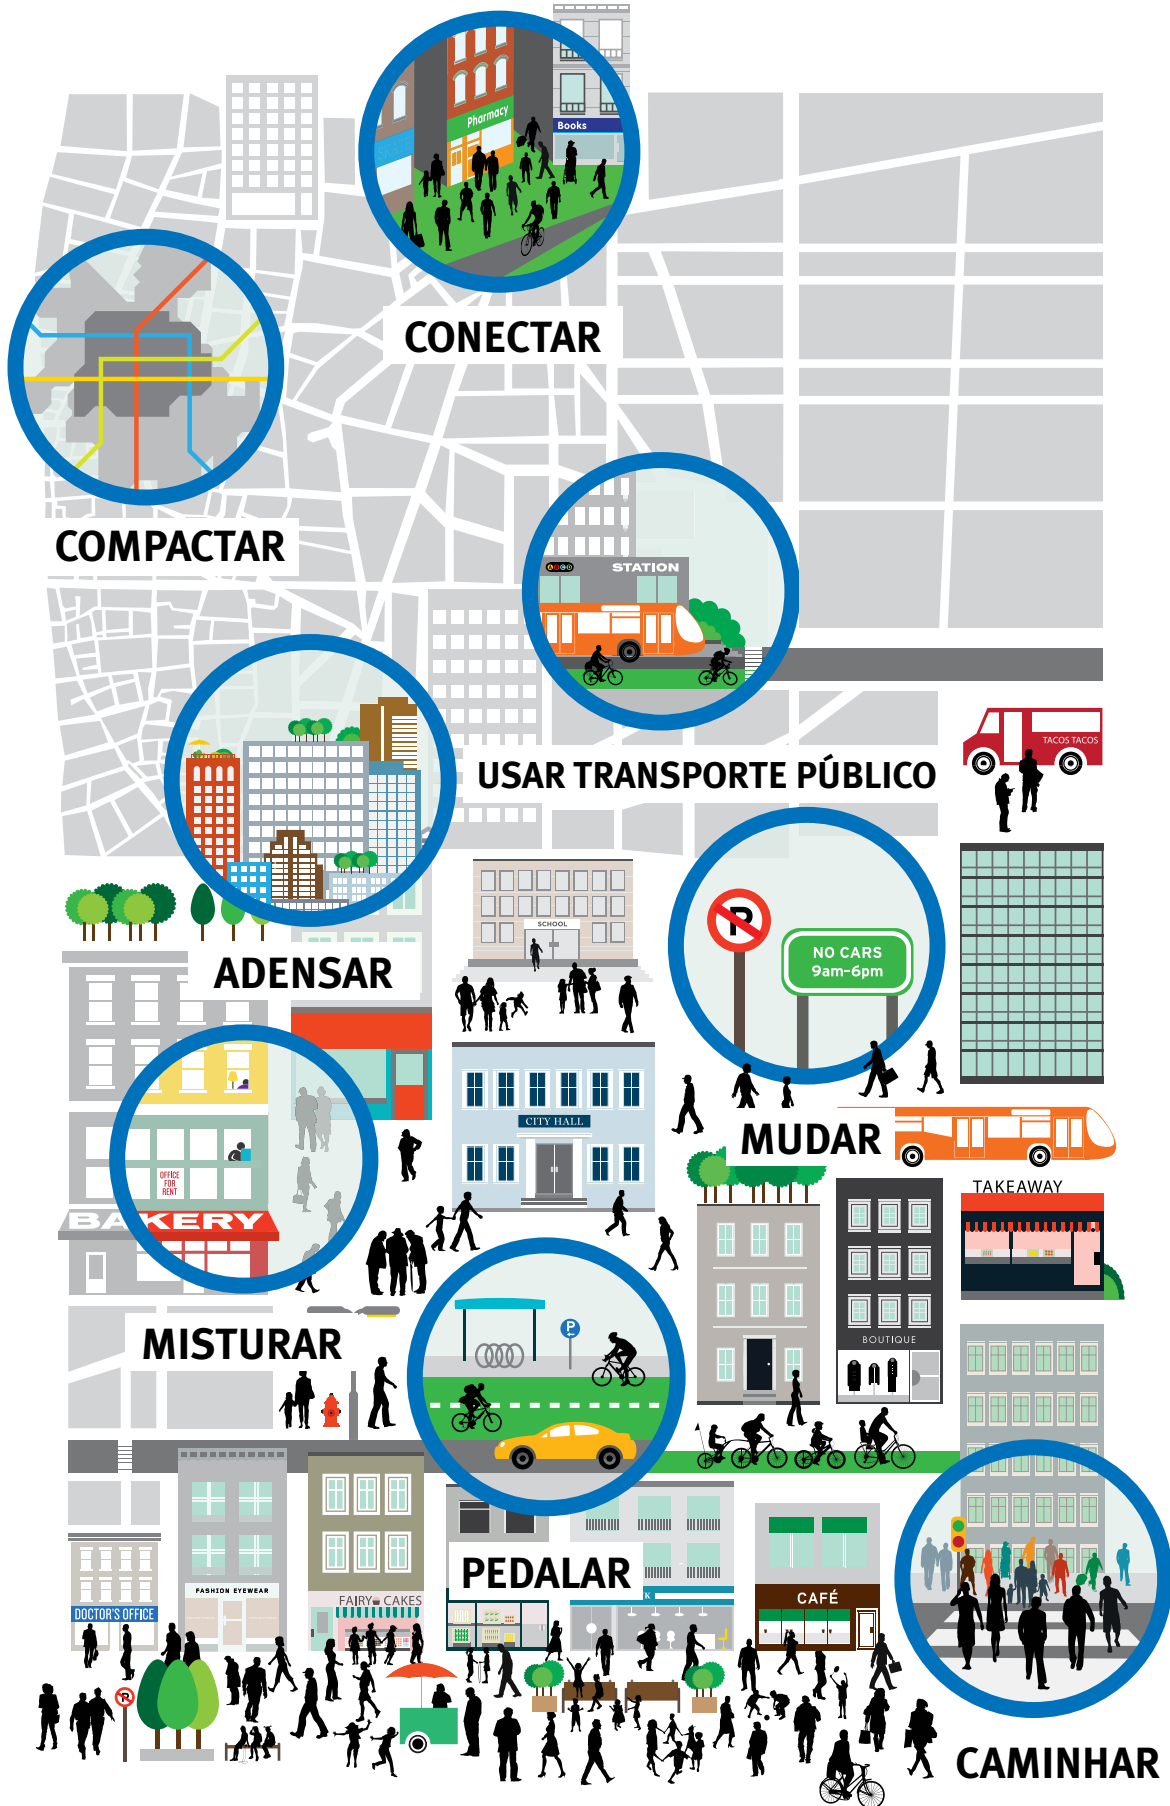 Pharmacy
Books
CONECTAR
COMPACTAR
A B C D
STATION
USAR TRANSPORTE PÚBLICO
TACOS TACOS
P
NO CARS
9am-6pm
SCHOOL
ADENSAR
CITY HALL
MUDAR
OFFICE
FOR
RENT
BAKERY
TAKEAWAY
MISTURAR
P
BOUTIQUE
PEDALAR
FASHION EYEWEAR
FAIRY CAKES
K
CAFÉ
DOCTOR'S OFFICE
P
CAMINHAR